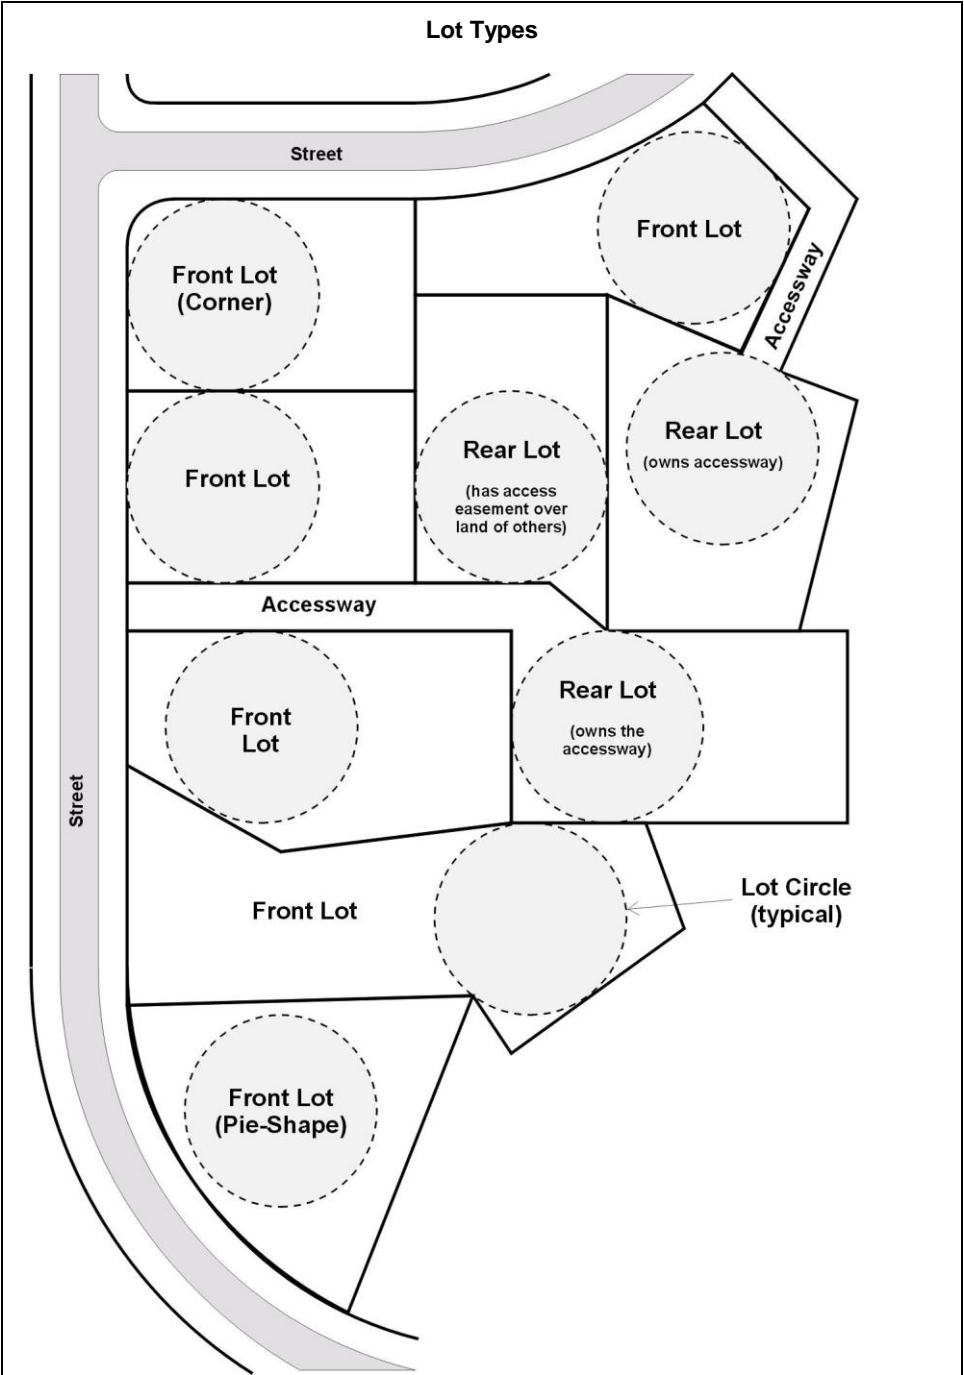 Lot Types
Street
Front Lot
Front Lot
(Corner)
Accessway
Rear Lot
(owns accessway)
Rear Lot
(has access
easement over
land of others)
Front Lot
Accessway
Rear Lot
(owns the
accessway)
Front
Lot
Street
Lot Circle
(typical)
Front Lot
Front Lot
(Pie-Shape)